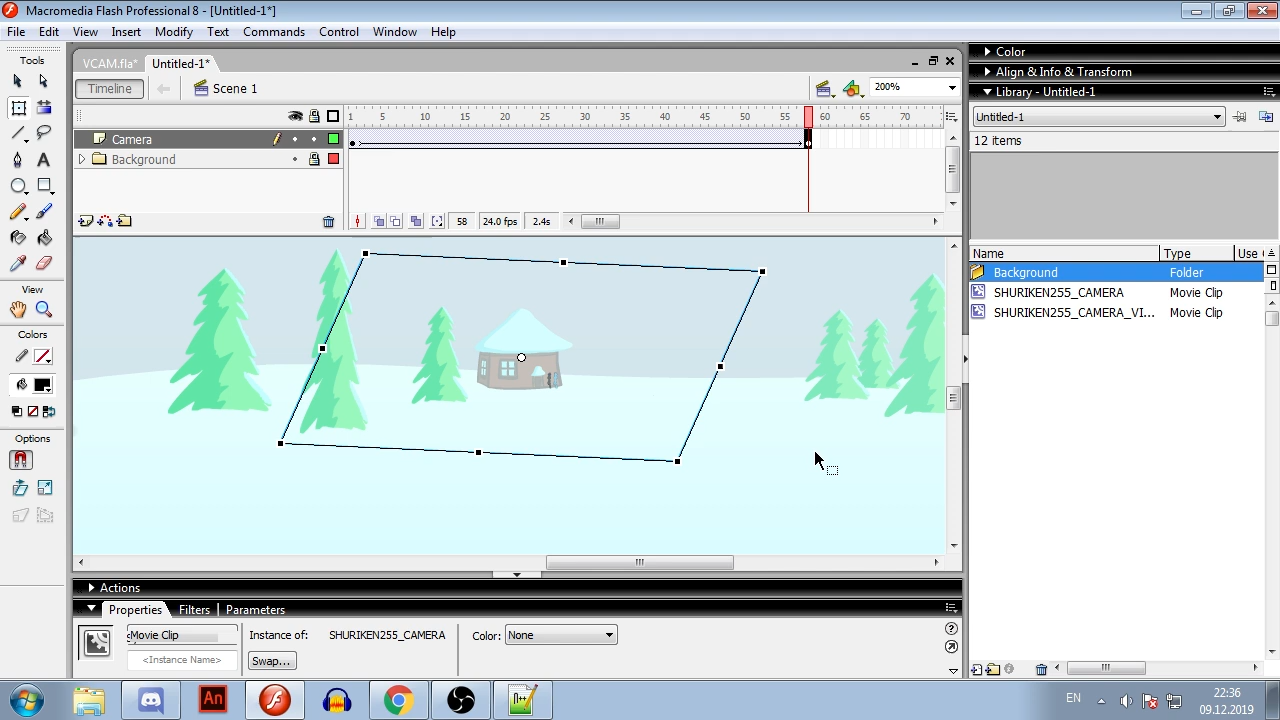 Macromedia Flash Professional 8 - [Untitled-1*]
File Edit View Insert Modify Text Commands Control Window Help
Tools
VCAM.fla* Untitled-1*
Timeline Scene 1 200%
1 5 10 15 20 25 30 35 40 45 50 55 60 65 70
Camera
Background
58 24.0 fps 2.4s
View
Colors
Options
Color
Align & Info & Transform
Library - Untitled-1
Untitled-1
12 items
Name Type Use
Background Folder
SHURIKEN255_CAMERA Movie Clip
SHURIKEN255_CAMERA_VI... Movie Clip
Actions
Properties Filters Parameters
Movie Clip Instance of: SHURIKEN255_CAMERA Color: None
<Instance Name> Swap...
An
EN 22:36
09.12.2019